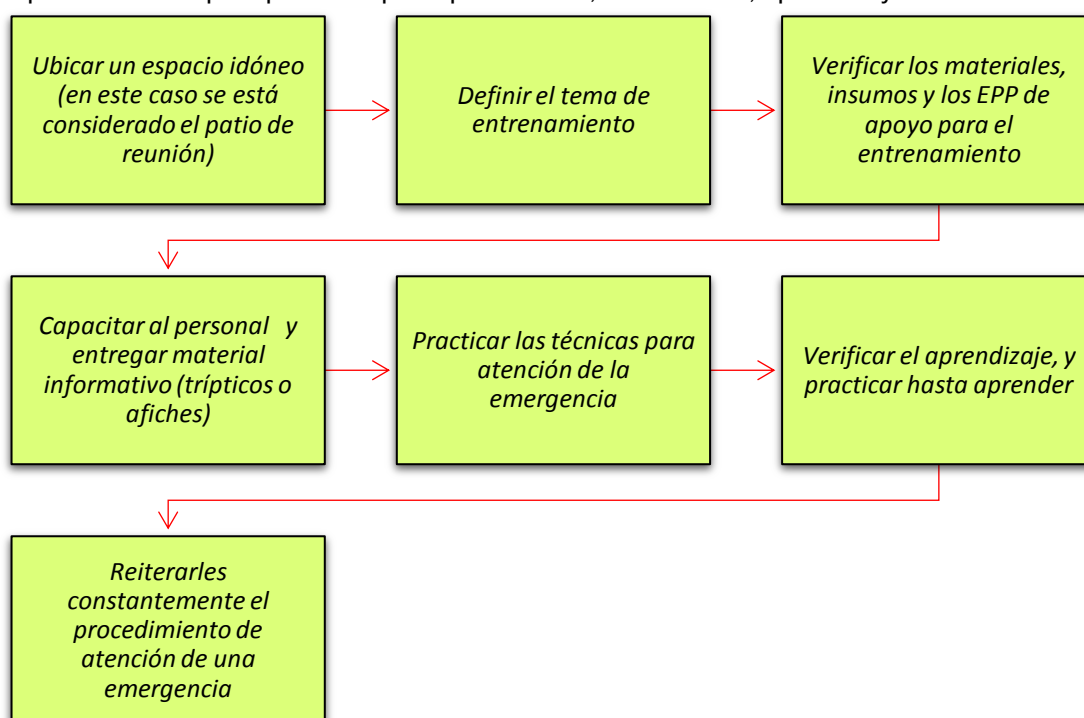 Ubicar un espacio idóneo
(en este caso se está
considerado el patio de
reunión)
Definir el tema de
entrenamiento
Verificar los materiales,
insumos y los EPP de
apoyo para el
entrenamiento
Capacitar al personal y
entregar material
informativo (trípticos o
afiches)
Practicar las técnicas para
atención de la
emergencia
Verificar el aprendizaje, y
practicar hasta aprender
Reiterarles
constantemente el
procedimiento de
atención de una
emergencia